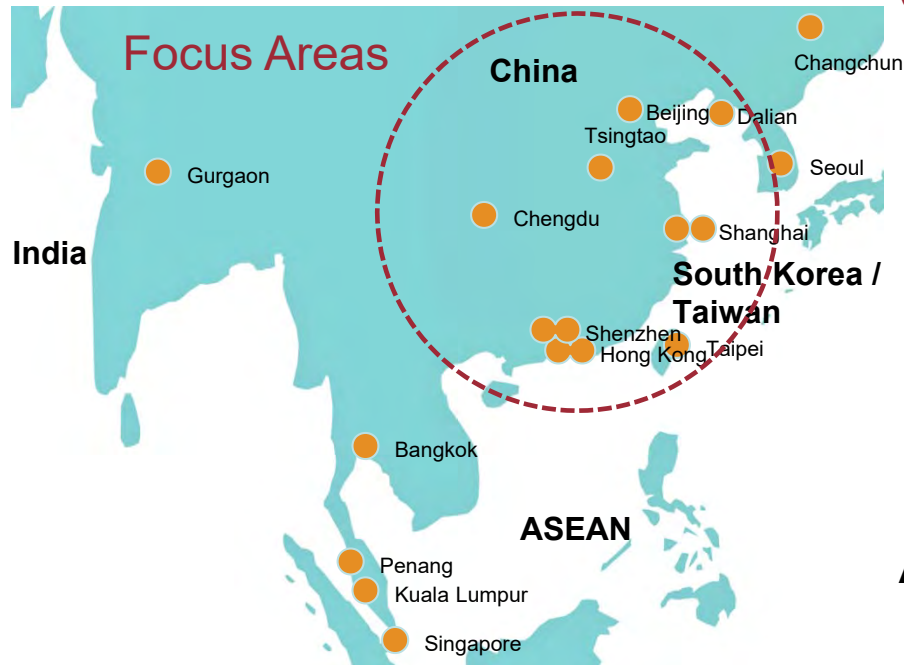 Focus Areas
China
Changchun
Beijing
Dalian
Tsingtao
Seoul
Gurgaon
Chengdu
Shanghai
India
South Korea /
Taiwan
Shenzhen
Hong Kong
Taipei
Bangkok
ASEAN
Penang
Kuala Lumpur
Singapore